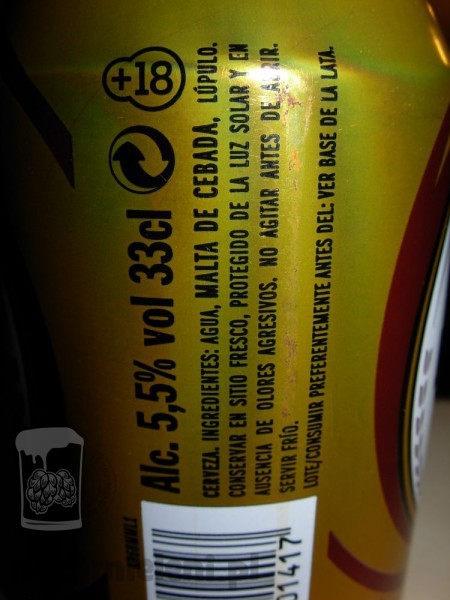 +18
Alc. 5,5% vol 33cl
CERVEZA. INGREDIENTES: AGUA, MALTA DE CEBADA, LÚPULO.
CONSERVAR EN SITIO FRESCO, PROTEGIDO DE LA LUZ SOLAR Y EN
AUSENCIA DE OLORES AGRESIVOS. NO AGITAR ANTES DE ABRIR.
SERVIR FRÍO.
LOTE/CONSUMIR PREFERENTEMENTE ANTES DEL: VER BASE DE LA LATA.
01417